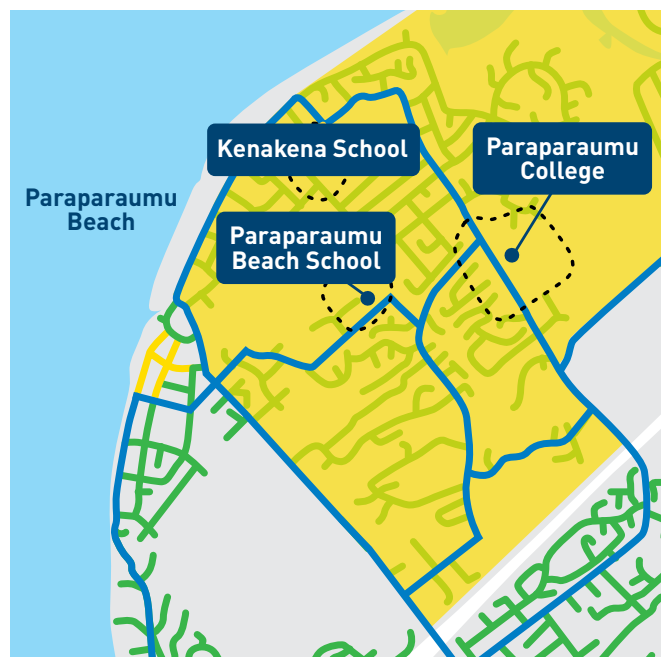 Kenakena School
Paraparaumu
College
Paraparaumu
Beach
Paraparaumu
Beach School